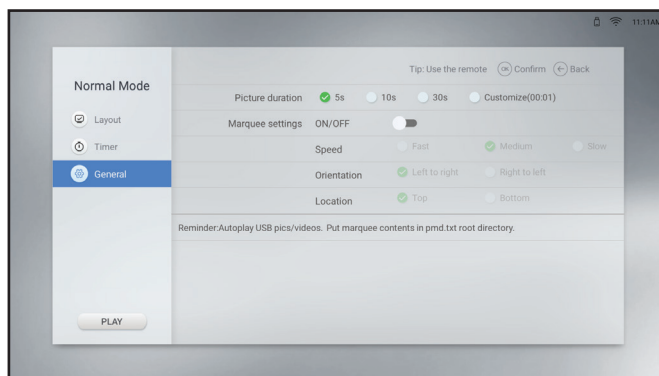 11:11AM
Tip: Use the remote OK Confirm Back
Normal Mode
Picture duration 5s 10s 30s Customize(00:01)
Layout
Marquee settings ON/OFF
Timer
Speed Fast Medium Slow
General
Orientation Left to right Right to left
Location Top Bottom
Reminder:Autoplay USB pics/videos. Put marquee contents in pmd.txt root directory.
PLAY